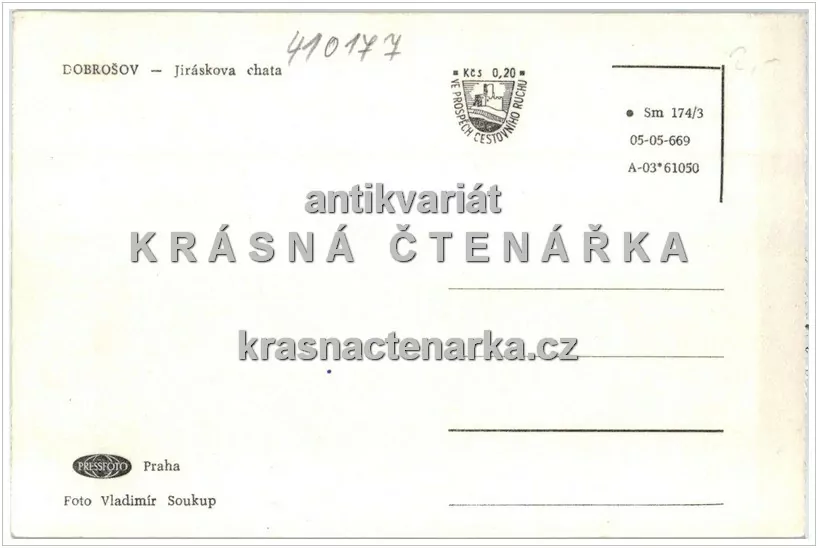 410177
DOBROŠOV — Jiráskova chata
Kčs 0,20
VE PROSPĚCH CESTOVNÍHO RUCHU
2,-
● Sm 174/3
05-05-669
A-03*61050
antikvariát
KRÁSNÁ ČTENÁŘKA
krasnactenarka.cz
PRESSFOTO Praha
Foto Vladimír Soukup